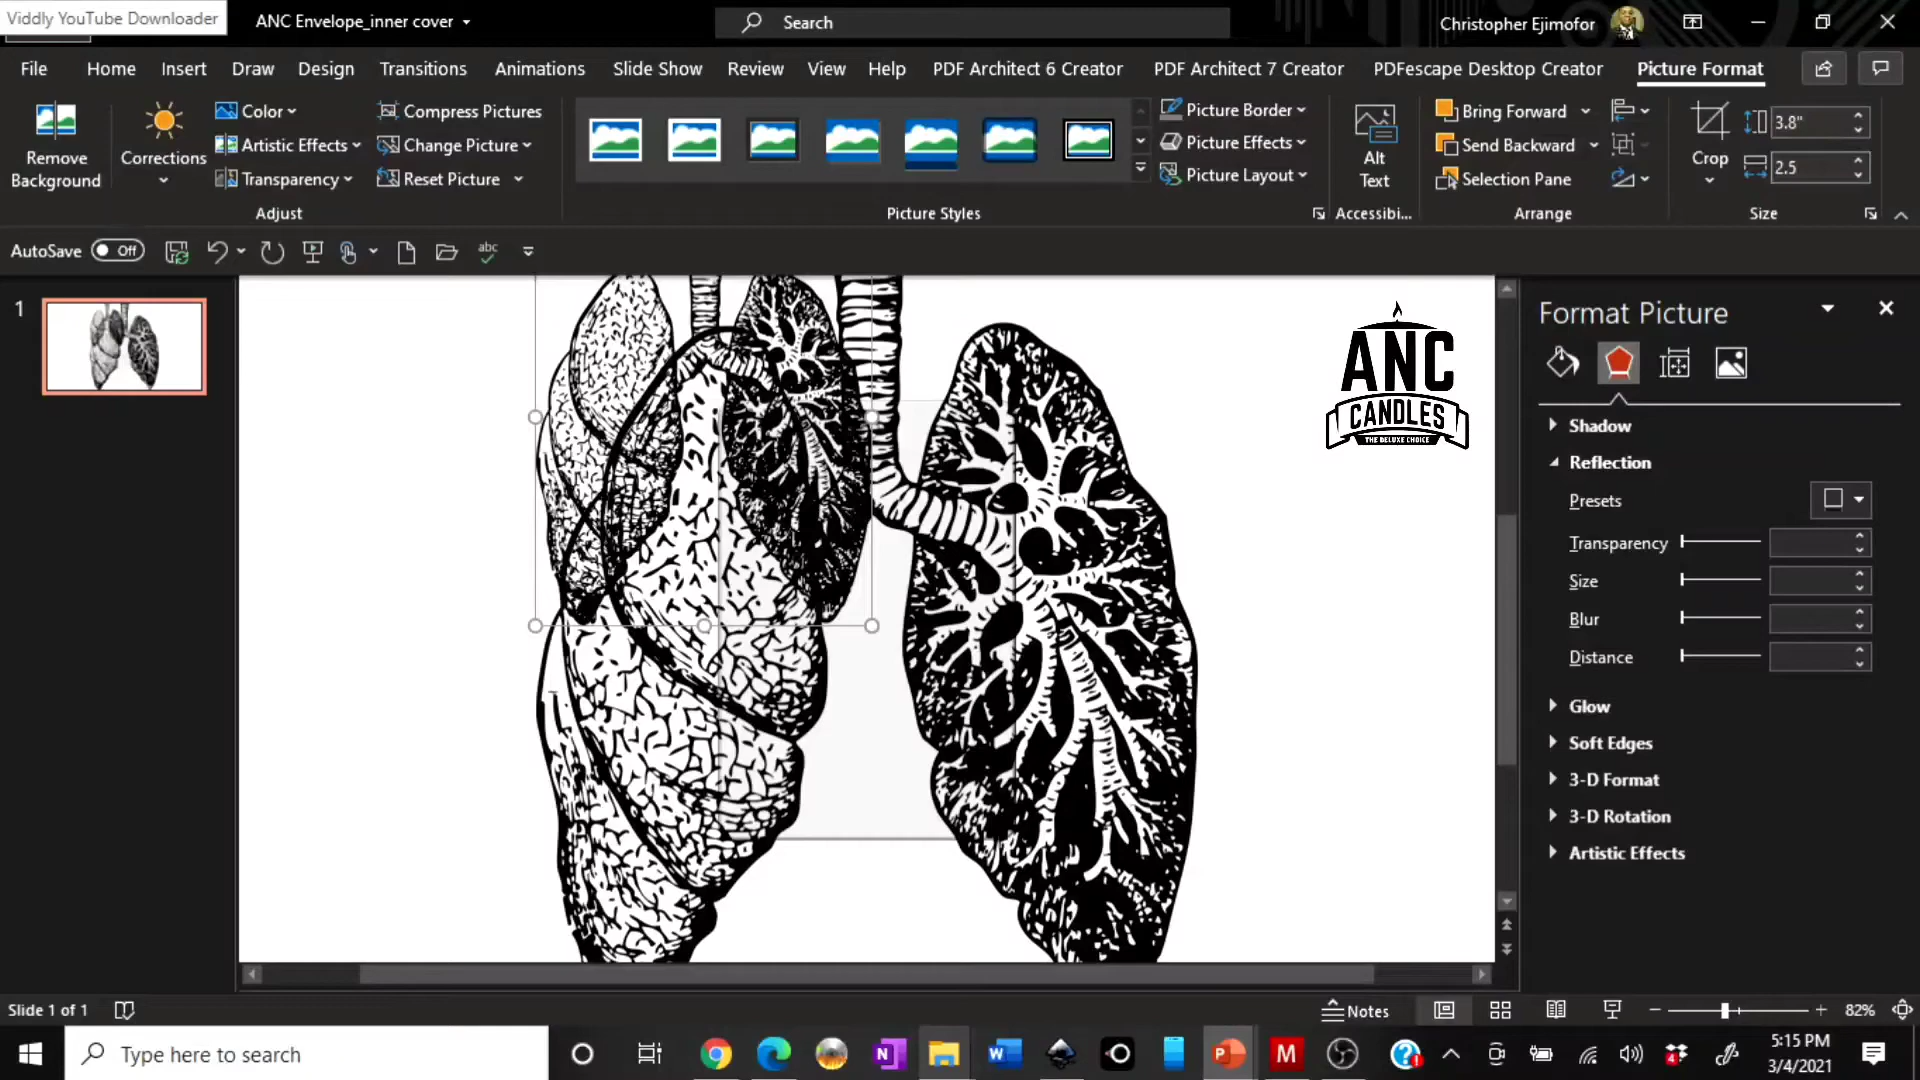 Viddly YouTube Downloader
ANC Envelope_inner cover
Search
Christopher Ejimofor
File Home Insert Draw Design Transitions Animations Slide Show Review View Help PDF Architect 6 Creator PDF Architect 7 Creator PDFescape Desktop Creator Picture Format
Remove Background
Corrections
Color
Artistic Effects
Transparency
Compress Pictures
Change Picture
Reset Picture
Adjust
Picture Border
Picture Effects
Picture Layout
Picture Styles
Alt Text
Accessibi...
Bring Forward
Send Backward
Selection Pane
Arrange
Crop
3.8"
2.5
Size
AutoSave Off
abc
1
ANC
CANDLES
THE DELUXE CHOICE
Format Picture
Shadow
Reflection
Presets
Transparency
Size
Blur
Distance
Glow
Soft Edges
3-D Format
3-D Rotation
Artistic Effects
Slide 1 of 1
Notes
82%
Type here to search
N
W
P
M
4
5:15 PM
3/4/2021